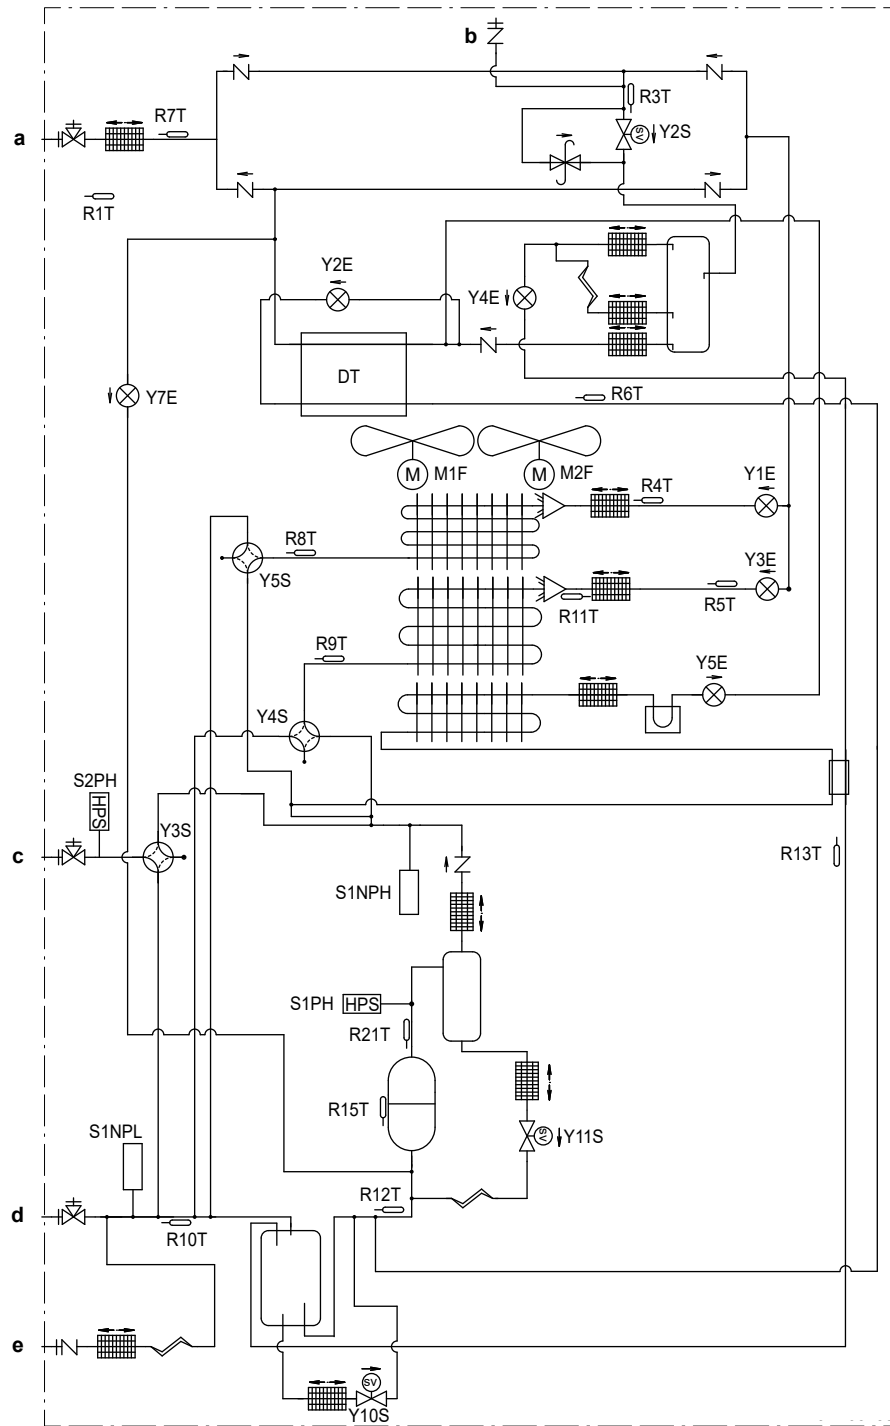 b
a
R7T
R3T
SV
Y2S
R1T
Y2E
Y4E
DT
Y7E
R6T
M
M1F
M
M2F
R4T
Y1E
R8T
Y5S
Y3E
R11T
R5T
R9T
Y5E
Y4S
S2PH
HPS
Y3S
c
R13T
S1NPH
S1PH
HPS
R21T
R15T
SV
Y11S
S1NPL
R12T
d
R10T
e
SV
Y10S